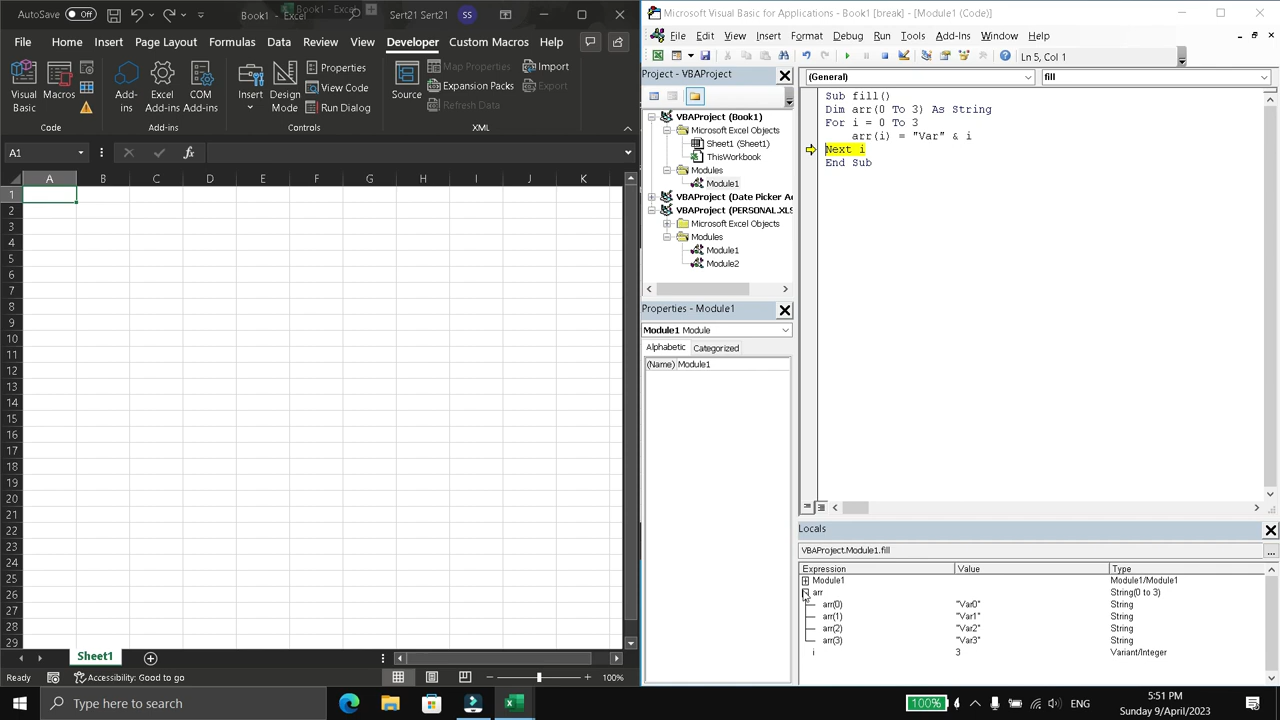 AutoSave
Book1 - Excel
Book1 - Excel
Sert21 Sert21
SS
File Home Insert Page Layout Formulas Data Review View Developer Custom Macros Help
Visual
Basic
Macros
Code
Add-
ins
Excel
Add-ins
COM
Add-ins
Add-ins
Insert
Design
Mode
Properties
View Code
Run Dialog
Controls
Source
Map Properties
Expansion Packs
Refresh Data
Import
Export
XML
A1
fx
A B C D E F G H I J K
1
2
3
4
5
6
7
8
9
10
11
12
13
14
15
16
17
18
19
20
21
22
23
24
25
26
27
28
29
Sheet1
Ready
Accessibility: Good to go
100%
Microsoft Visual Basic for Applications - Book1 [break] - [Module1 (Code)]
File Edit View Insert Format Debug Run Tools Add-Ins Window Help
Ln 5, Col 1
Project - VBAProject
VBAProject (Book1)
Microsoft Excel Objects
Sheet1 (Sheet1)
ThisWorkbook
Modules
Module1
VBAProject (Date Picker Ad
VBAProject (PERSONAL.XLS
Microsoft Excel Objects
Modules
Module1
Module2
Properties - Module1
Module1 Module
Alphabetic Categorized
(Name) Module1
(General)
fill
Sub fill()
Dim arr(0 To 3) As String
For i = 0 To 3
arr(i) = "Var" & i
Next i
End Sub
Locals
VBAProject.Module1.fill
...
Expression Value Type
Module1 Module1/Module1
arr String(0 to 3)
arr(0) "Var0" String
arr(1) "Var1" String
arr(2) "Var2" String
arr(3) "Var3" String
i 3 Variant/Integer
Type here to search
100%
ENG
5:51 PM
Sunday 9/April/2023